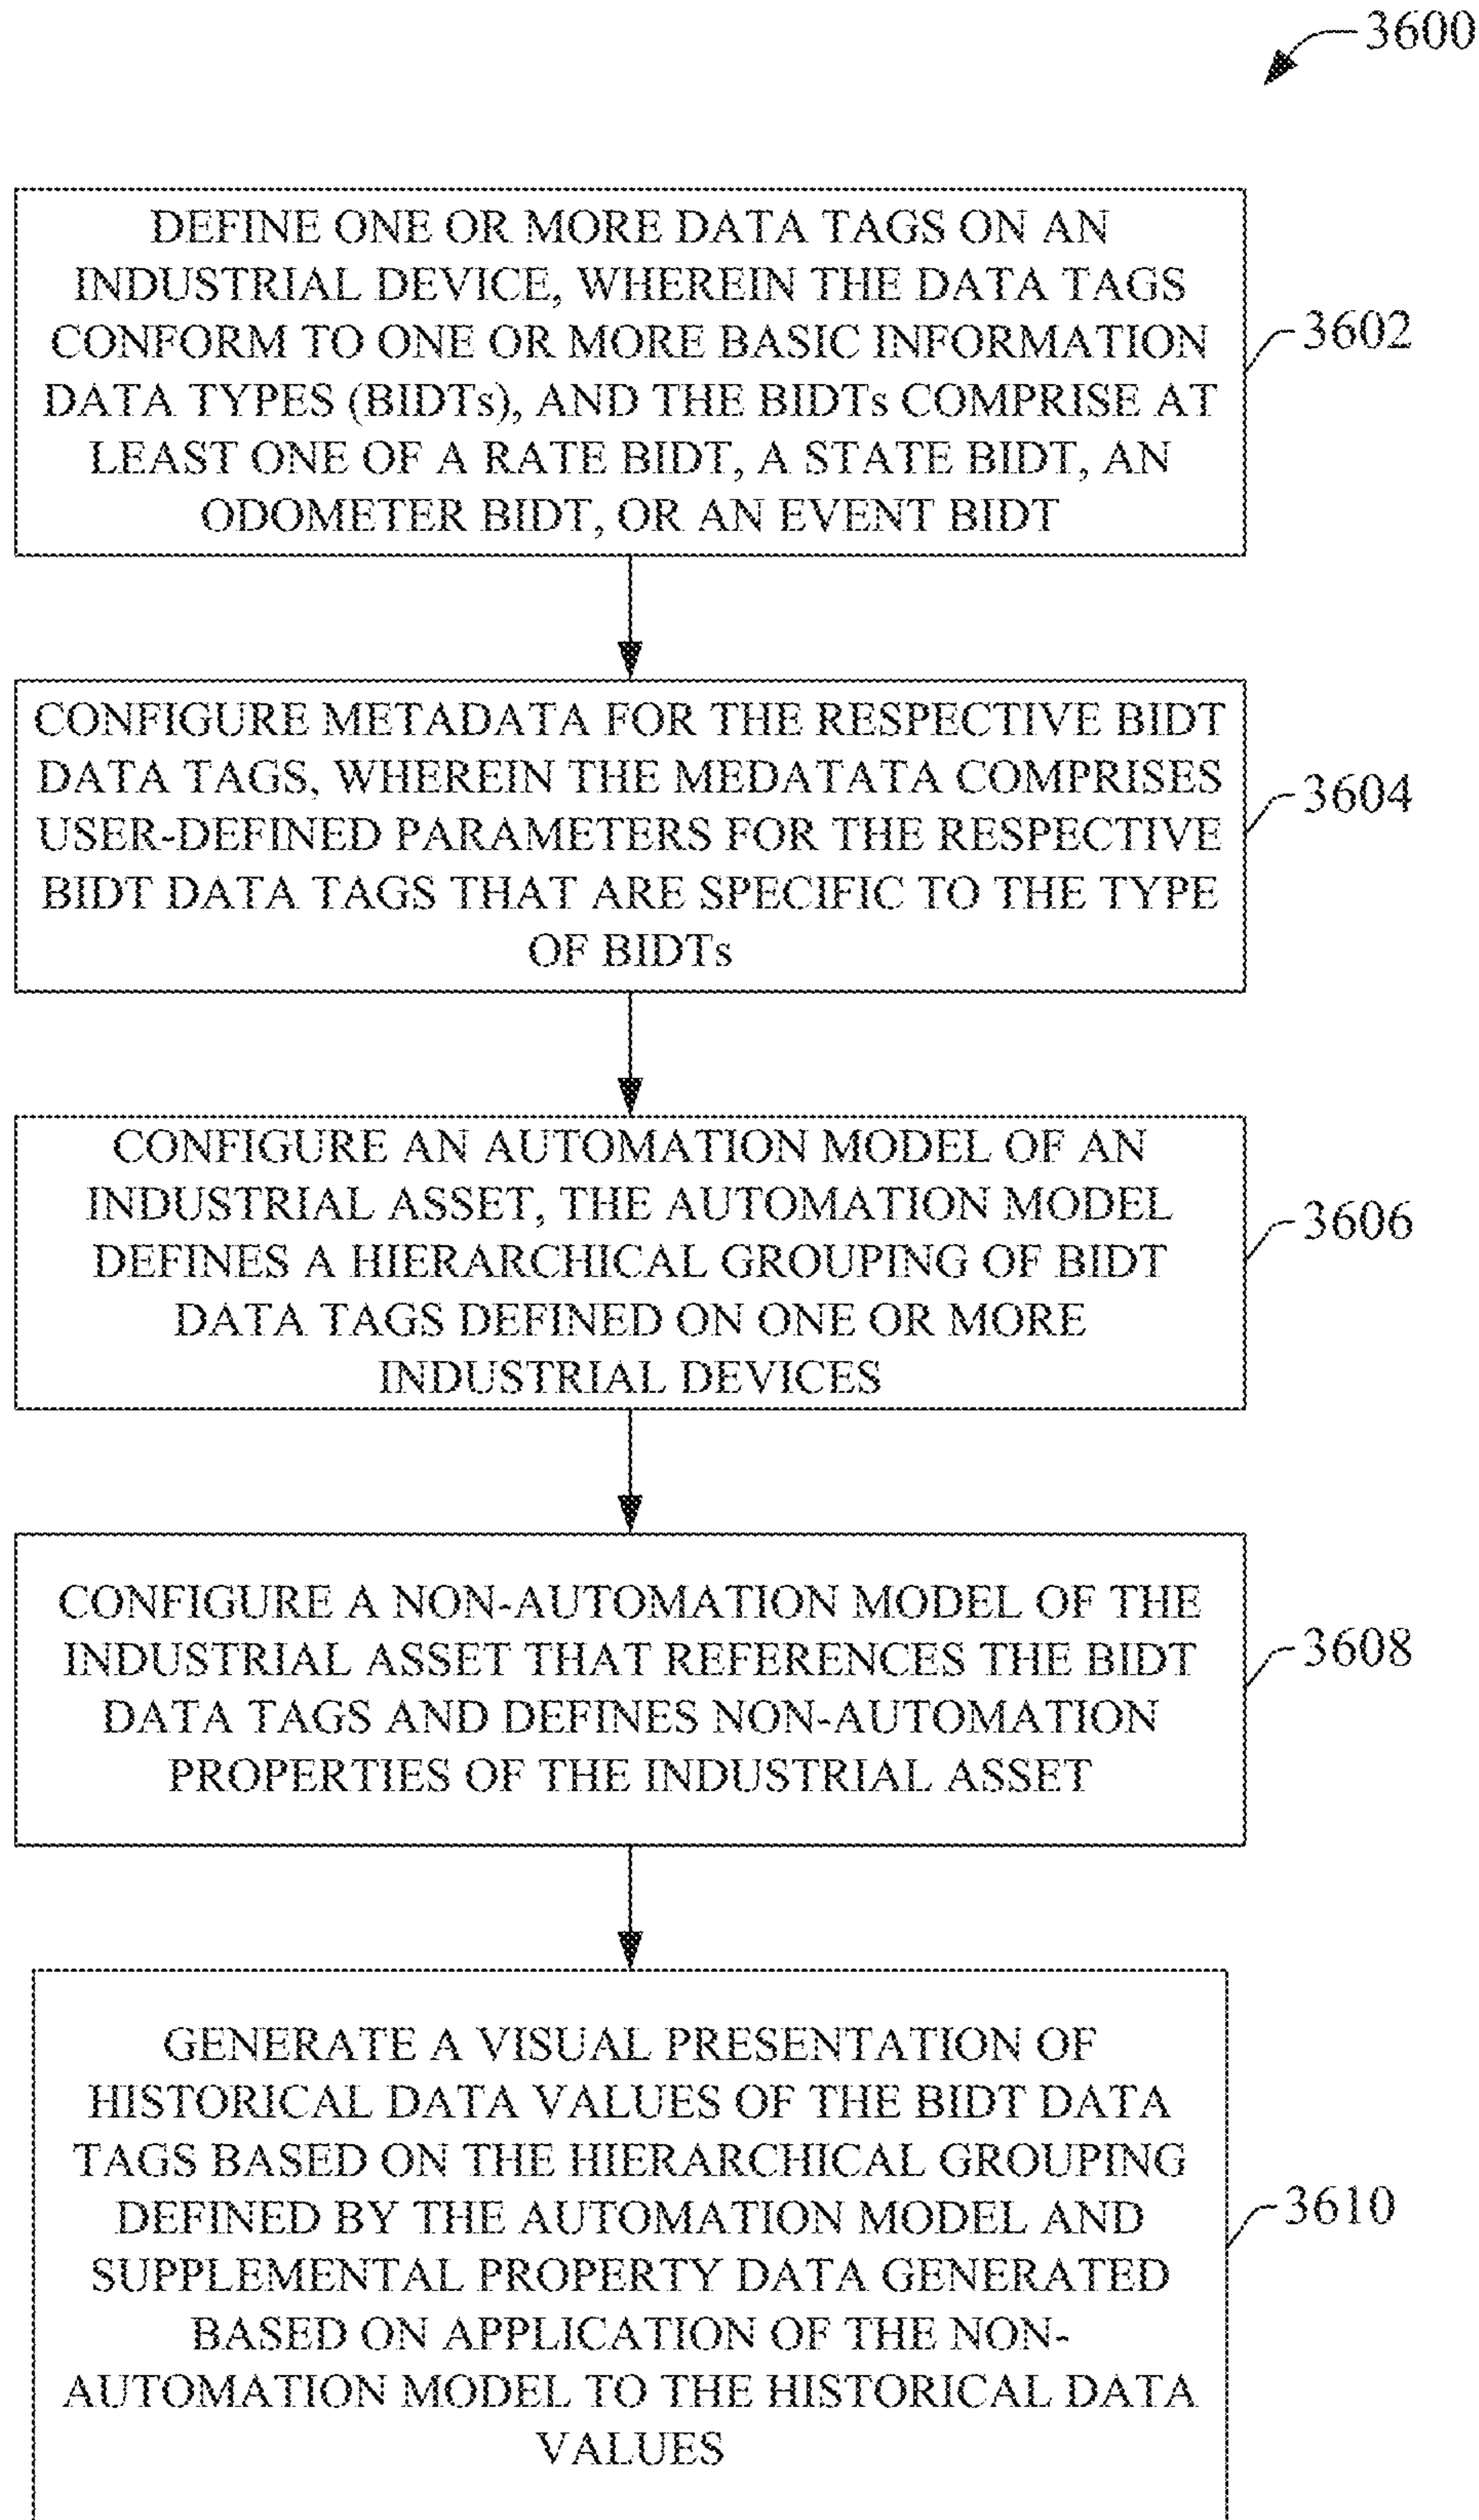 3600
DEFINE ONE OR MORE DATA TAGS ON AN
INDUSTRIAL DEVICE, WHEREIN THE DATA TAGS
CONFORM TO ONE OR MORE BASIC INFORMATION
DATA TYPES (BIDTs), AND THE BIDTs COMPRISE AT
LEAST ONE OF A RATE BIDT, A STATE BIDT, AN
ODOMETER BIDT, OR AN EVENT BIDT
3602
CONFIGURE METADATA FOR THE RESPECTIVE BIDT
DATA TAGS, WHEREIN THE MEDATATA COMPRISES
USER-DEFINED PARAMETERS FOR THE RESPECTIVE
BIDT DATA TAGS THAT ARE SPECIFIC TO THE TYPE
OF BIDTs
3604
CONFIGURE AN AUTOMATION MODEL OF AN
INDUSTRIAL ASSET, THE AUTOMATION MODEL
DEFINES A HIERARCHICAL GROUPING OF BIDT
DATA TAGS DEFINED ON ONE OR MORE
INDUSTRIAL DEVICES
3606
CONFIGURE A NON-AUTOMATION MODEL OF THE
INDUSTRIAL ASSET THAT REFERENCES THE BIDT
DATA TAGS AND DEFINES NON-AUTOMATION
PROPERTIES OF THE INDUSTRIAL ASSET
3608
GENERATE A VISUAL PRESENTATION OF
HISTORICAL DATA VALUES OF THE BIDT DATA
TAGS BASED ON THE HIERARCHICAL GROUPING
DEFINED BY THE AUTOMATION MODEL AND
SUPPLEMENTAL PROPERTY DATA GENERATED
BASED ON APPLICATION OF THE NON-
AUTOMATION MODEL TO THE HISTORICAL DATA
VALUES
3610